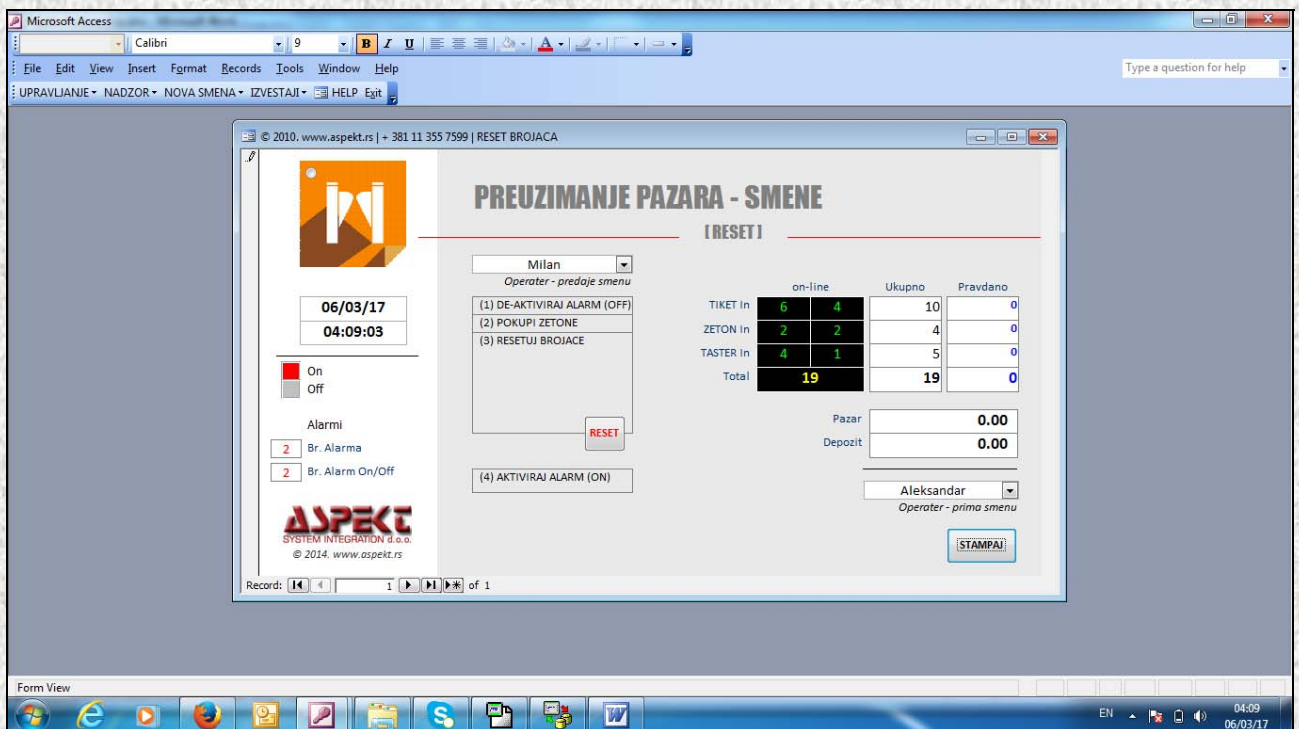 Microsoft Access
Calibri 9 B I U A
File Edit View Insert Format Records Tools Window Help
Type a question for help
UPRAVLJANJE NADZOR NOVA SMENA IZVESTAJI HELP Exit
© 2010. www.aspekt.rs | + 381 11 355 7599 | RESET BROJACA
PREUZIMANJE PAZARA - SMENE
[ RESET ]
Milan
Operater - predaje smenu
06/03/17
04:09:03
On
Off
Alarmi
2 Br. Alarma
2 Br. Alarm On/Off
ASPEKT
SYSTEM INTEGRATION d.o.o.
© 2014. www.aspekt.rs
(1) DE-AKTIVIRAJ ALARM (OFF)
(2) POKUPI ZETONE
(3) RESETUJ BROJACE
RESET
(4) AKTIVIRAJ ALARM (ON)
on-line Ukupno Pravdano
TIKET In 6 4 10 0
ZETON In 2 2 4 0
TASTER In 4 1 5 0
Total 19 19 0
Pazar 0.00
Depozit 0.00
Aleksandar
Operater - prima smenu
STAMPAJ
Record: 1 of 1
Form View
EN 04:09
06/03/17